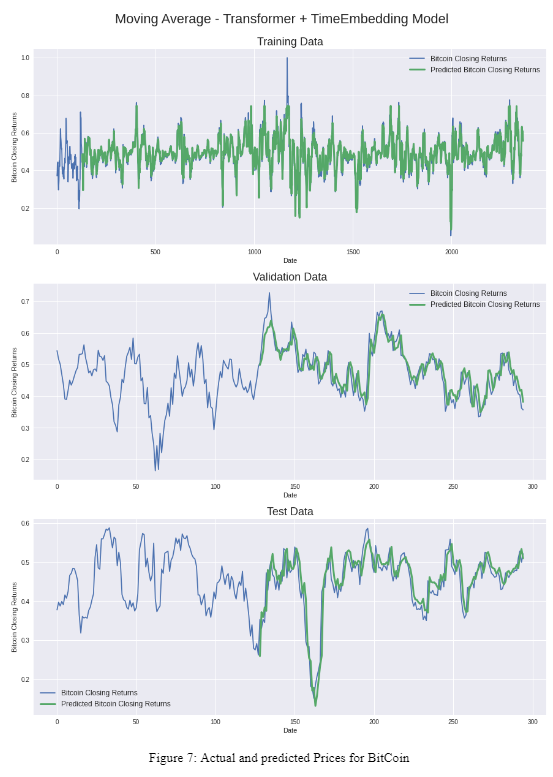 Moving Average - Transformer + TimeEmbedding Model
Training Data
Bitcoin Closing Returns
Predicted Bitcoin Closing Returns
Bitcoin Closing Returns
1.0
0.8
0.6
0.4
0.2
0 500 1000 1500 2000
Date
Validation Data
Bitcoin Closing Returns
Predicted Bitcoin Closing Returns
Bitcoin Closing Returns
0.7
0.6
0.5
0.4
0.3
0.2
0 50 100 150 200 250 300
Date
Test Data
Bitcoin Closing Returns
0.6
0.5
0.4
0.3
0.2
Bitcoin Closing Returns
Predicted Bitcoin Closing Returns
0 50 100 150 200 250 300
Date
Figure 7: Actual and predicted Prices for BitCoin